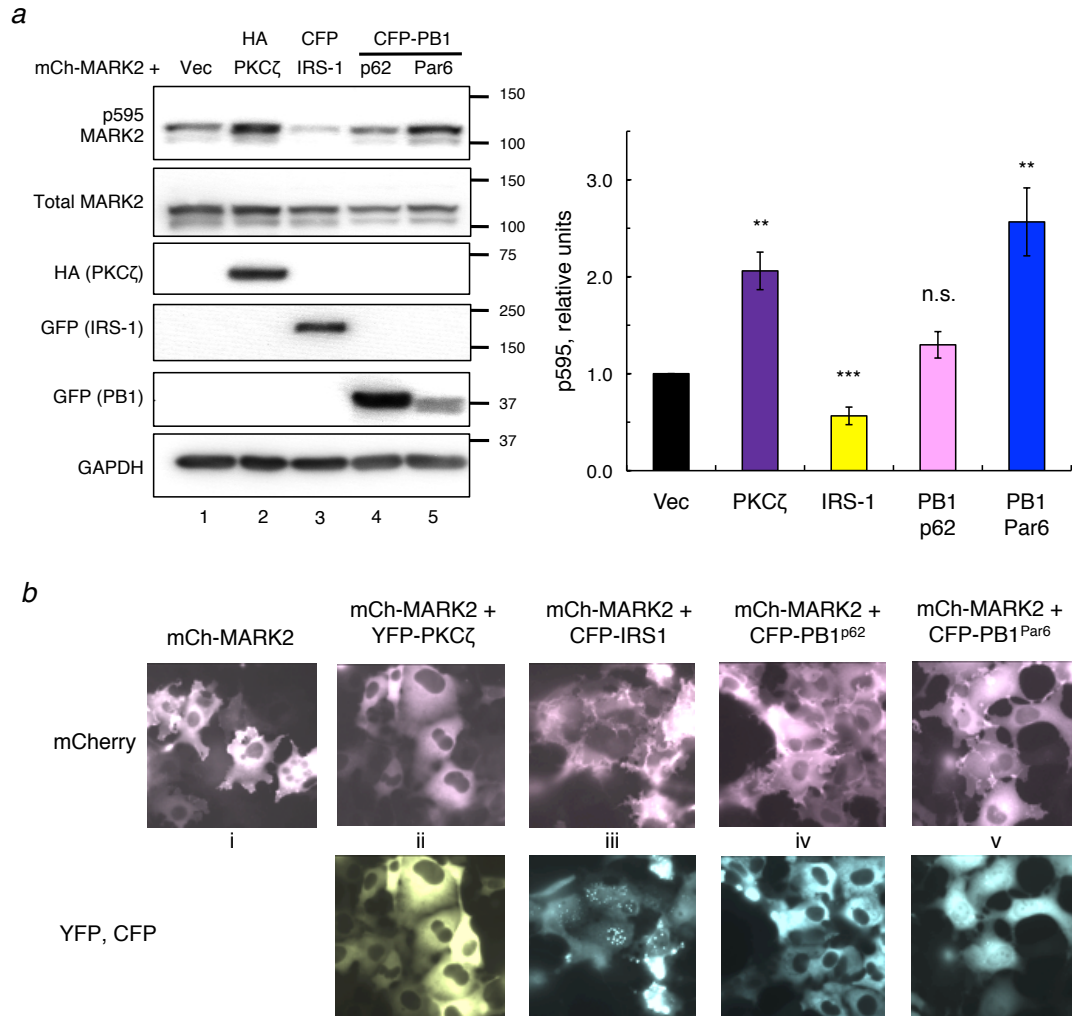 a
HA CFP CFP-PB1
mCh-MARK2 + Vec PKCζ IRS-1 p62 Par6
p595
MARK2
150
100
Total MARK2
150
100
HA (PKCζ)
75
GFP (IRS-1)
250
150
GFP (PB1)
37
GAPDH
37
1 2 3 4 5
p595, relative units
3.0
2.0
1.0
0.0
**
***
n.s.
**
Vec PKCζ IRS-1 PB1 PB1
p62 Par6
b
mCh-MARK2
mCh-MARK2 +
YFP-PKCζ
mCh-MARK2 +
CFP-IRS1
mCh-MARK2 +
CFP-PB1p62
mCh-MARK2 +
CFP-PB1Par6
mCherry
i ii iii iv v
YFP, CFP